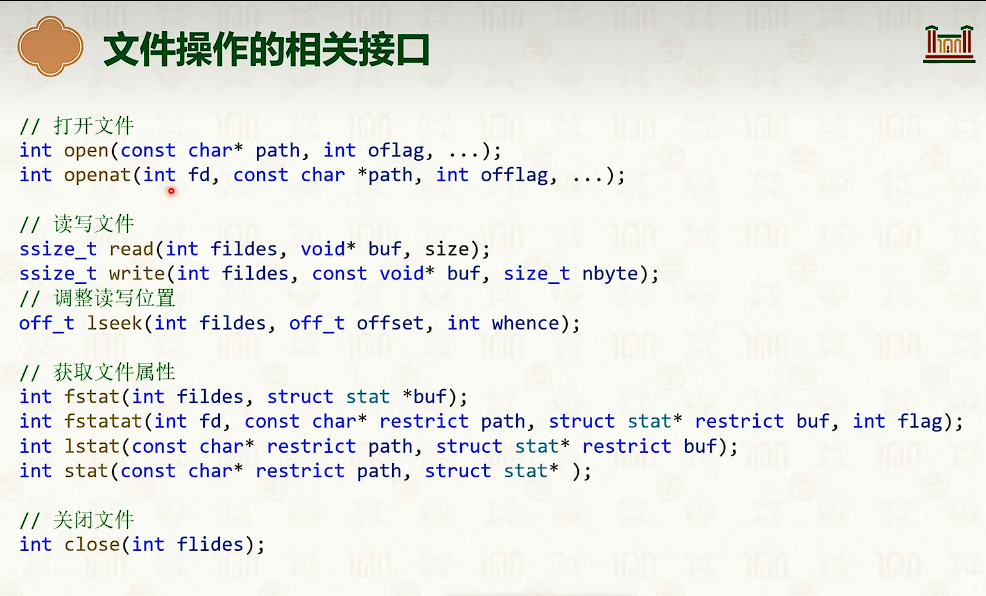 文件操作的相关接口
// 打开文件
int open(const char* path, int oflag, ...);
int openat(int fd, const char *path, int offlag, ...);
// 读写文件
ssize_t read(int fildes, void* buf, size);
ssize_t write(int fildes, const void* buf, size_t nbyte);
// 调整读写位置
off_t lseek(int fildes, off_t offset, int whence);
// 获取文件属性
int fstat(int fildes, struct stat *buf);
int fstatat(int fd, const char* restrict path, struct stat* restrict buf, int flag);
int lstat(const char* restrict path, struct stat* restrict buf);
int stat(const char* restrict path, struct stat* );
// 关闭文件
int close(int flides);